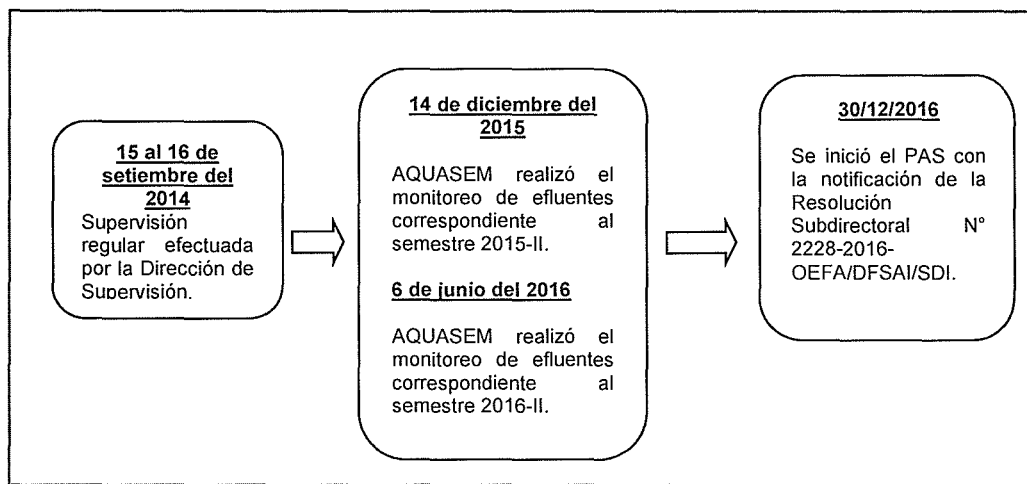 15 al 16 de
setiembre del
2014
Supervisión
regular efectuada
por la Dirección de
Supervisión.
14 de diciembre del
2015
AQUASEM realizó el
monitoreo de efluentes
correspondiente al
semestre 2015-II.
6 de junio del 2016
AQUASEM realizó el
monitoreo de efluentes
correspondiente al
semestre 2016-II.
30/12/2016
Se inició el PAS con
la notificación de la
Resolución
Subdirectoral N°
2228-2016-
OEFA/DFSAI/SDI.